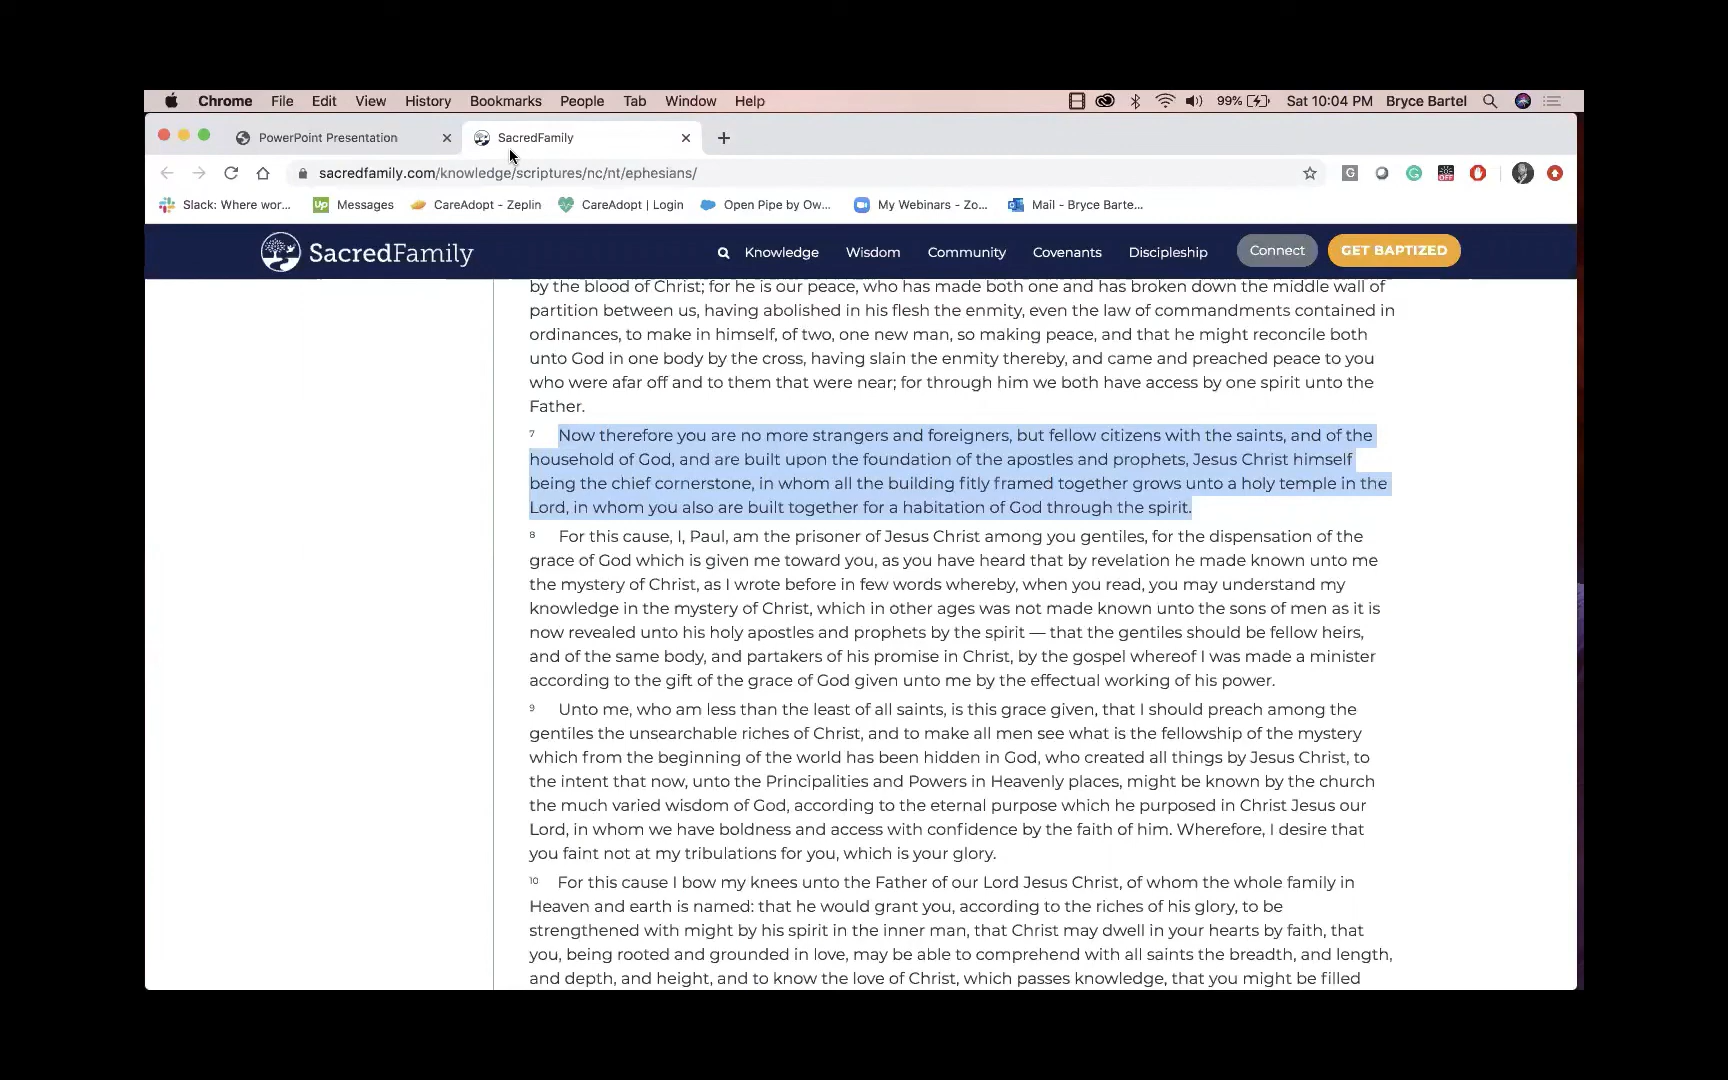 Chrome File Edit View History Bookmarks People Tab Window Help 99% Sat 10:04 PM Bryce Bartel
PowerPoint Presentation SacredFamily
sacredfamily.com/knowledge/scriptures/nc/nt/ephesians/
Slack: Where wor... Up Messages CareAdopt - Zeplin CareAdopt | Login Open Pipe by Ow... My Webinars - Zo... Mail - Bryce Barte...
SacredFamily Knowledge Wisdom Community Covenants Discipleship Connect GET BAPTIZED
by the blood of Christ; for he is our peace, who has made both one and has broken down the middle wall of
partition between us, having abolished in his flesh the enmity, even the law of commandments contained in
ordinances, to make in himself, of two, one new man, so making peace, and that he might reconcile both
unto God in one body by the cross, having slain the enmity thereby, and came and preached peace to you
who were afar off and to them that were near; for through him we both have access by one spirit unto the
Father.
7 Now therefore you are no more strangers and foreigners, but fellow citizens with the saints, and of the
household of God, and are built upon the foundation of the apostles and prophets, Jesus Christ himself
being the chief cornerstone, in whom all the building fitly framed together grows unto a holy temple in the
Lord, in whom you also are built together for a habitation of God through the spirit.
8 For this cause, I, Paul, am the prisoner of Jesus Christ among you gentiles, for the dispensation of the
grace of God which is given me toward you, as you have heard that by revelation he made known unto me
the mystery of Christ, as I wrote before in few words whereby, when you read, you may understand my
knowledge in the mystery of Christ, which in other ages was not made known unto the sons of men as it is
now revealed unto his holy apostles and prophets by the spirit — that the gentiles should be fellow heirs,
and of the same body, and partakers of his promise in Christ, by the gospel whereof I was made a minister
according to the gift of the grace of God given unto me by the effectual working of his power.
9 Unto me, who am less than the least of all saints, is this grace given, that I should preach among the
gentiles the unsearchable riches of Christ, and to make all men see what is the fellowship of the mystery
which from the beginning of the world has been hidden in God, who created all things by Jesus Christ, to
the intent that now, unto the Principalities and Powers in Heavenly places, might be known by the church
the much varied wisdom of God, according to the eternal purpose which he purposed in Christ Jesus our
Lord, in whom we have boldness and access with confidence by the faith of him. Wherefore, I desire that
you faint not at my tribulations for you, which is your glory.
10 For this cause I bow my knees unto the Father of our Lord Jesus Christ, of whom the whole family in
Heaven and earth is named: that he would grant you, according to the riches of his glory, to be
strengthened with might by his spirit in the inner man, that Christ may dwell in your hearts by faith, that
you, being rooted and grounded in love, may be able to comprehend with all saints the breadth, and length,
and depth, and height, and to know the love of Christ, which passes knowledge, that you might be filled